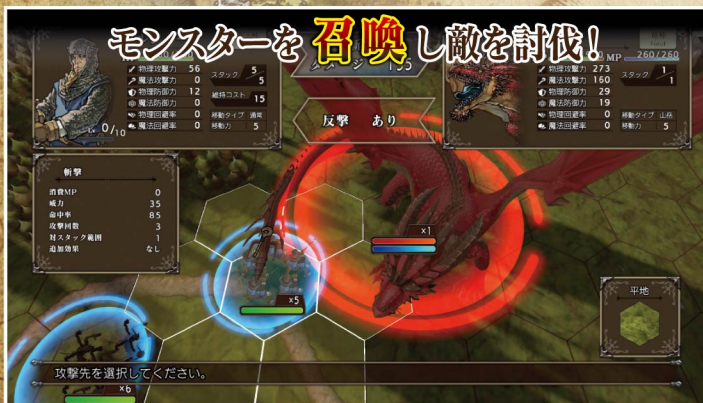 モンスターを召喚し敵を討伐!
物理攻撃力 56
魔法攻撃力 0
物理防御力 12
魔法防御力 0
物理回避率 0
魔法回避率 0
スタック 5
5
維持コスト 15
移動タイプ 通常
移動力 5
0/10
155
反撃 あり
MP 260/260
物理攻撃力 273
魔法攻撃力 160
物理防御力 29
魔法防御力 19
物理回避率 0
魔法回避率 0
スタック 1
1
移動タイプ 山岳
移動力 5
斬撃
消費MP 0
威力 35
命中率 85
攻撃回数 3
対スタック範囲 1
追加効果 なし
×1
×5
平地
攻撃先を選択してください。
×6